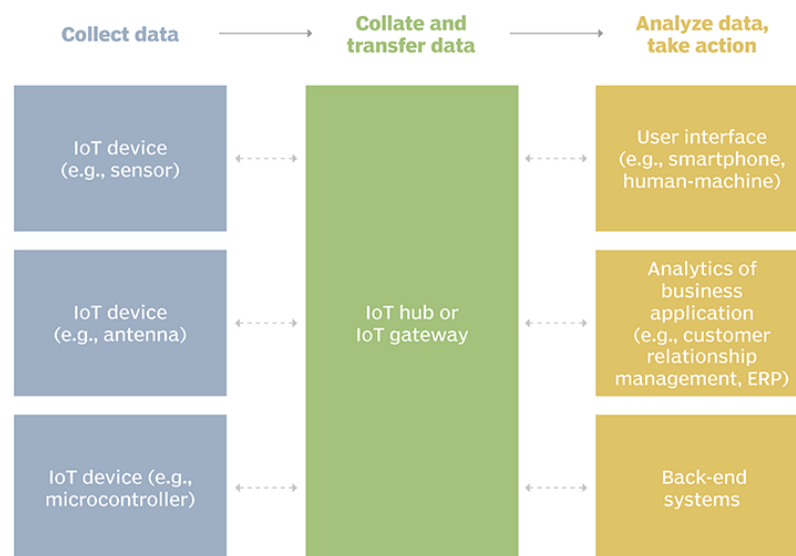 Collect data
Collate and
transfer data
Analyze data,
take action
IoT device
(e.g., sensor)
IoT device
(e.g., antenna)
IoT device (e.g.,
microcontroller)
IoT hub or
IoT gateway
User interface
(e.g., smartphone,
human-machine)
Analytics of
business
application
(e.g., customer
relationship
management, ERP)
Back-end
systems